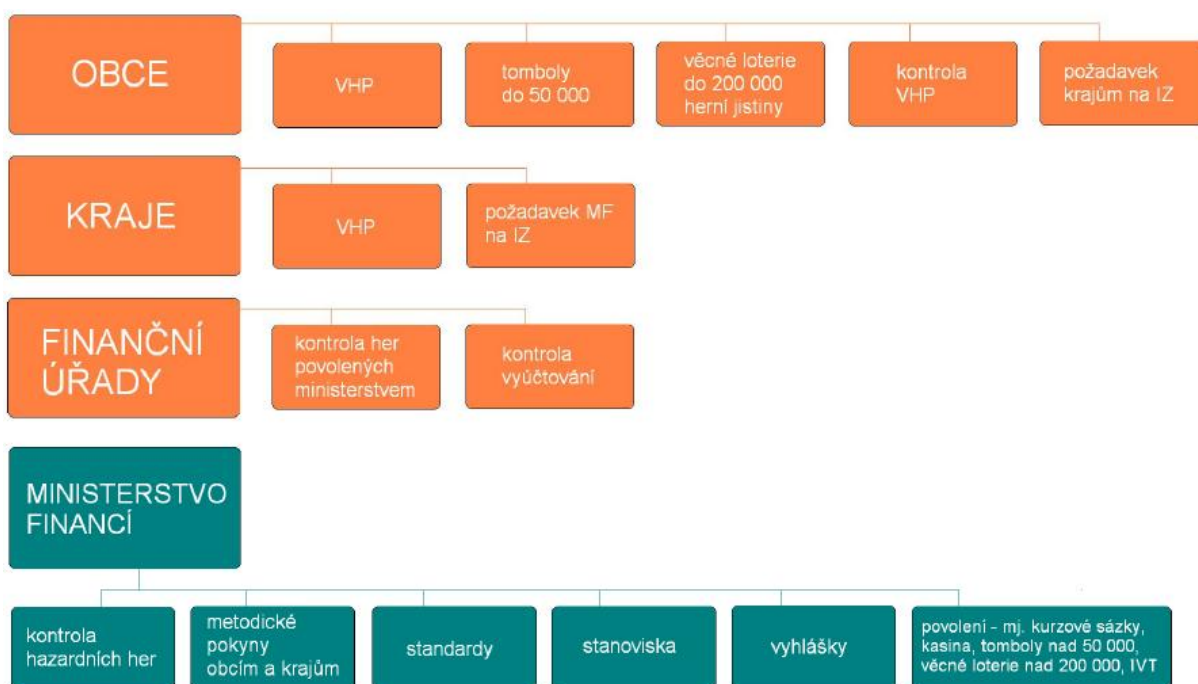 OBCE
VHP
tomboly
do 50 000
věcné loterie
do 200 000
herní jistiny
kontrola
VHP
požadavek
krajům na IZ
KRAJE
VHP
požadavek MF
na IZ
FINANČNÍ
ÚŘADY
kontrola her
povolených
ministerstvem
kontrola
vyúčtování
MINISTERSTVO
FINANCÍ
kontrola
hazardních her
metodické
pokyny
obcím a krajům
standardy
stanoviska
vyhlášky
povolení - mj. kurzové sázky,
kasina, tomboly nad 50 000,
věcné loterie nad 200 000, IVT